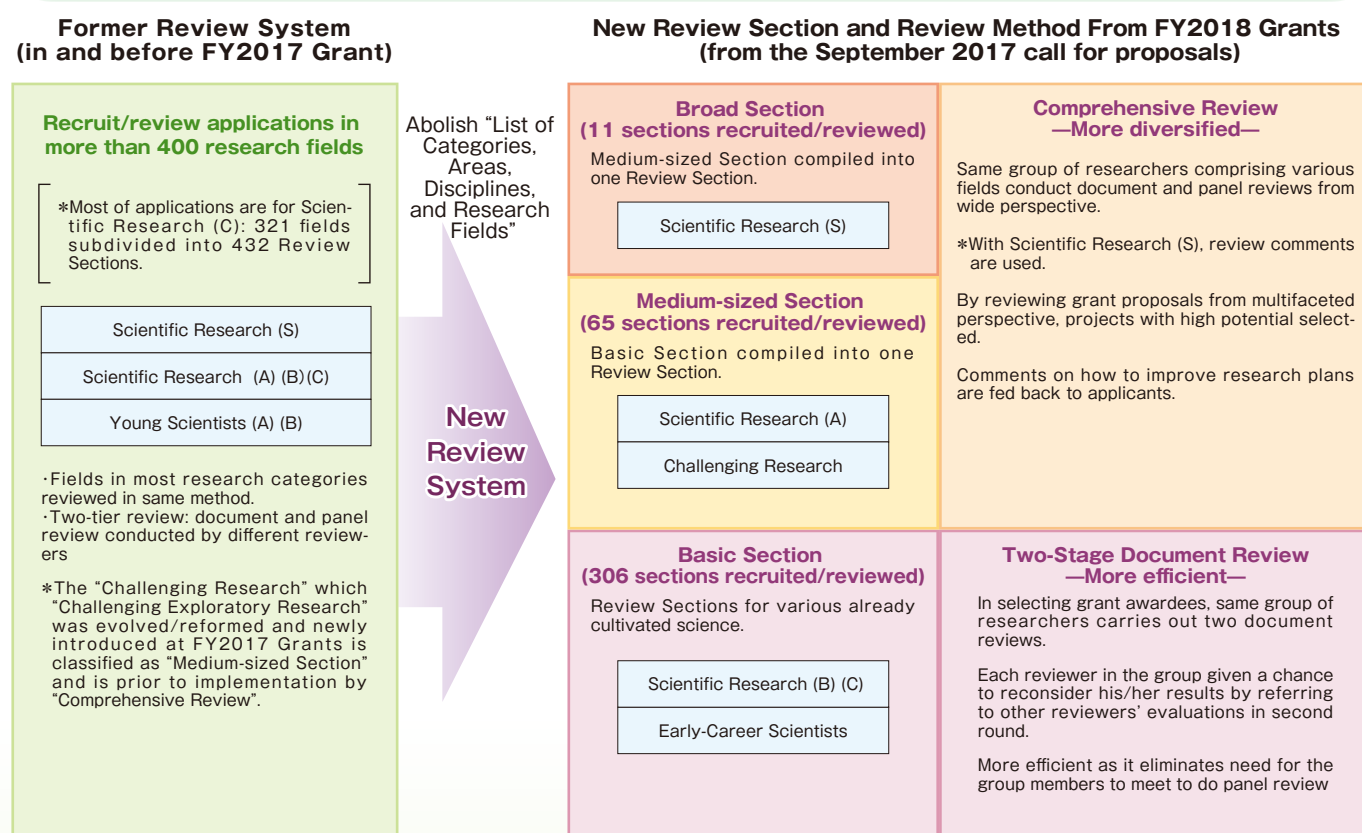 Former Review System
(in and before FY2017 Grant)
New Review Section and Review Method From FY2018 Grants
(from the September 2017 call for proposals)
Recruit/review applications in
more than 400 research fields
*Most of applications are for Scien-
tific Research (C): 321 fields
subdivided into 432 Review
Sections.
Scientific Research (S)
Scientific Research (A) (B)(C)
Young Scientists (A) (B)
·Fields in most research categories
reviewed in same method.
·Two-tier review: document and panel
review conducted by different review-
ers
*The "Challenging Research" which
"Challenging Exploratory Research"
was evolved/reformed and newly
introduced at FY2017 Grants is
classified as "Medium-sized Section"
and is prior to implementation by
"Comprehensive Review".
Abolish "List of
Categories,
Areas,
Disciplines,
and Research
Fields"
New
Review
System
Broad Section
(11 sections recruited/reviewed)
Medium-sized Section compiled into
one Review Section.
Scientific Research (S)
Medium-sized Section
(65 sections recruited/reviewed)
Basic Section compiled into one
Review Section.
Scientific Research (A)
Challenging Research
Comprehensive Review
—More diversified—
Same group of researchers comprising various
fields conduct document and panel reviews from
wide perspective.
*With Scientific Research (S), review comments
are used.
By reviewing grant proposals from multifaceted
perspective, projects with high potential select-
ed.
Comments on how to improve research plans
are fed back to applicants.
Basic Section
(306 sections recruited/reviewed)
Review Sections for various already
cultivated science.
Scientific Research (B) (C)
Early-Career Scientists
Two-Stage Document Review
—More efficient—
In selecting grant awardees, same group of
researchers carries out two document
reviews.
Each reviewer in the group given a chance
to reconsider his/her results by referring
to other reviewers' evaluations in second
round.
More efficient as it eliminates need for the
group members to meet to do panel review